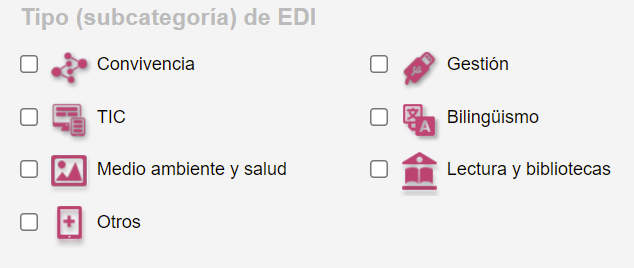 Tipo (subcategoría) de EDI
Convivencia
Gestión
TIC
Bilingüismo
Medio ambiente y salud
Lectura y bibliotecas
Otros